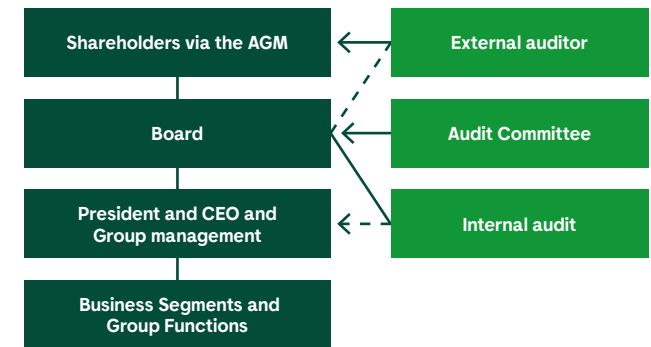 Shareholders via the AGM
External auditor
Board
Audit Committee
President and CEO and
Group management
Internal audit
Business Segments and
Group Functions